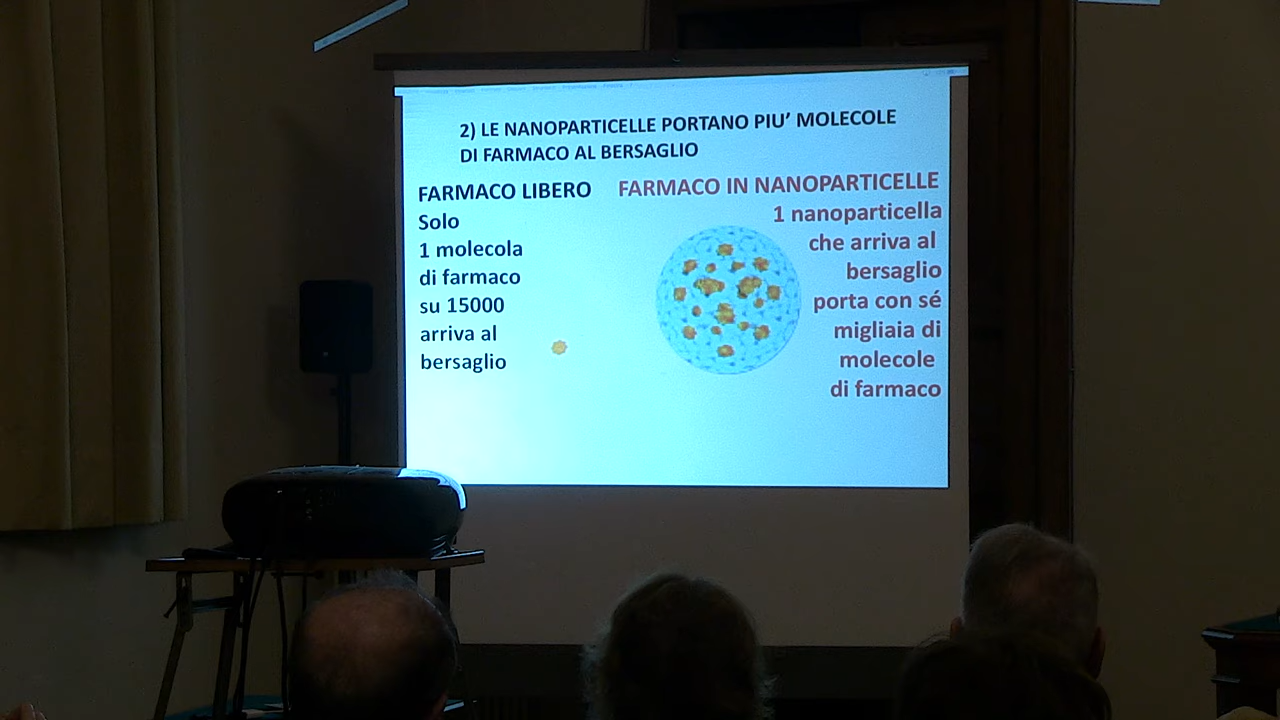 2) LE NANOPARTICELLE PORTANO PIU' MOLECOLE
DI FARMACO AL BERSAGLIO
FARMACO LIBERO
Solo
1 molecola
di farmaco
su 15000
arriva al
bersaglio
FARMACO IN NANOPARTICELLE
1 nanoparticella
che arriva al
bersaglio
porta con sé
migliaia di
molecole
di farmaco